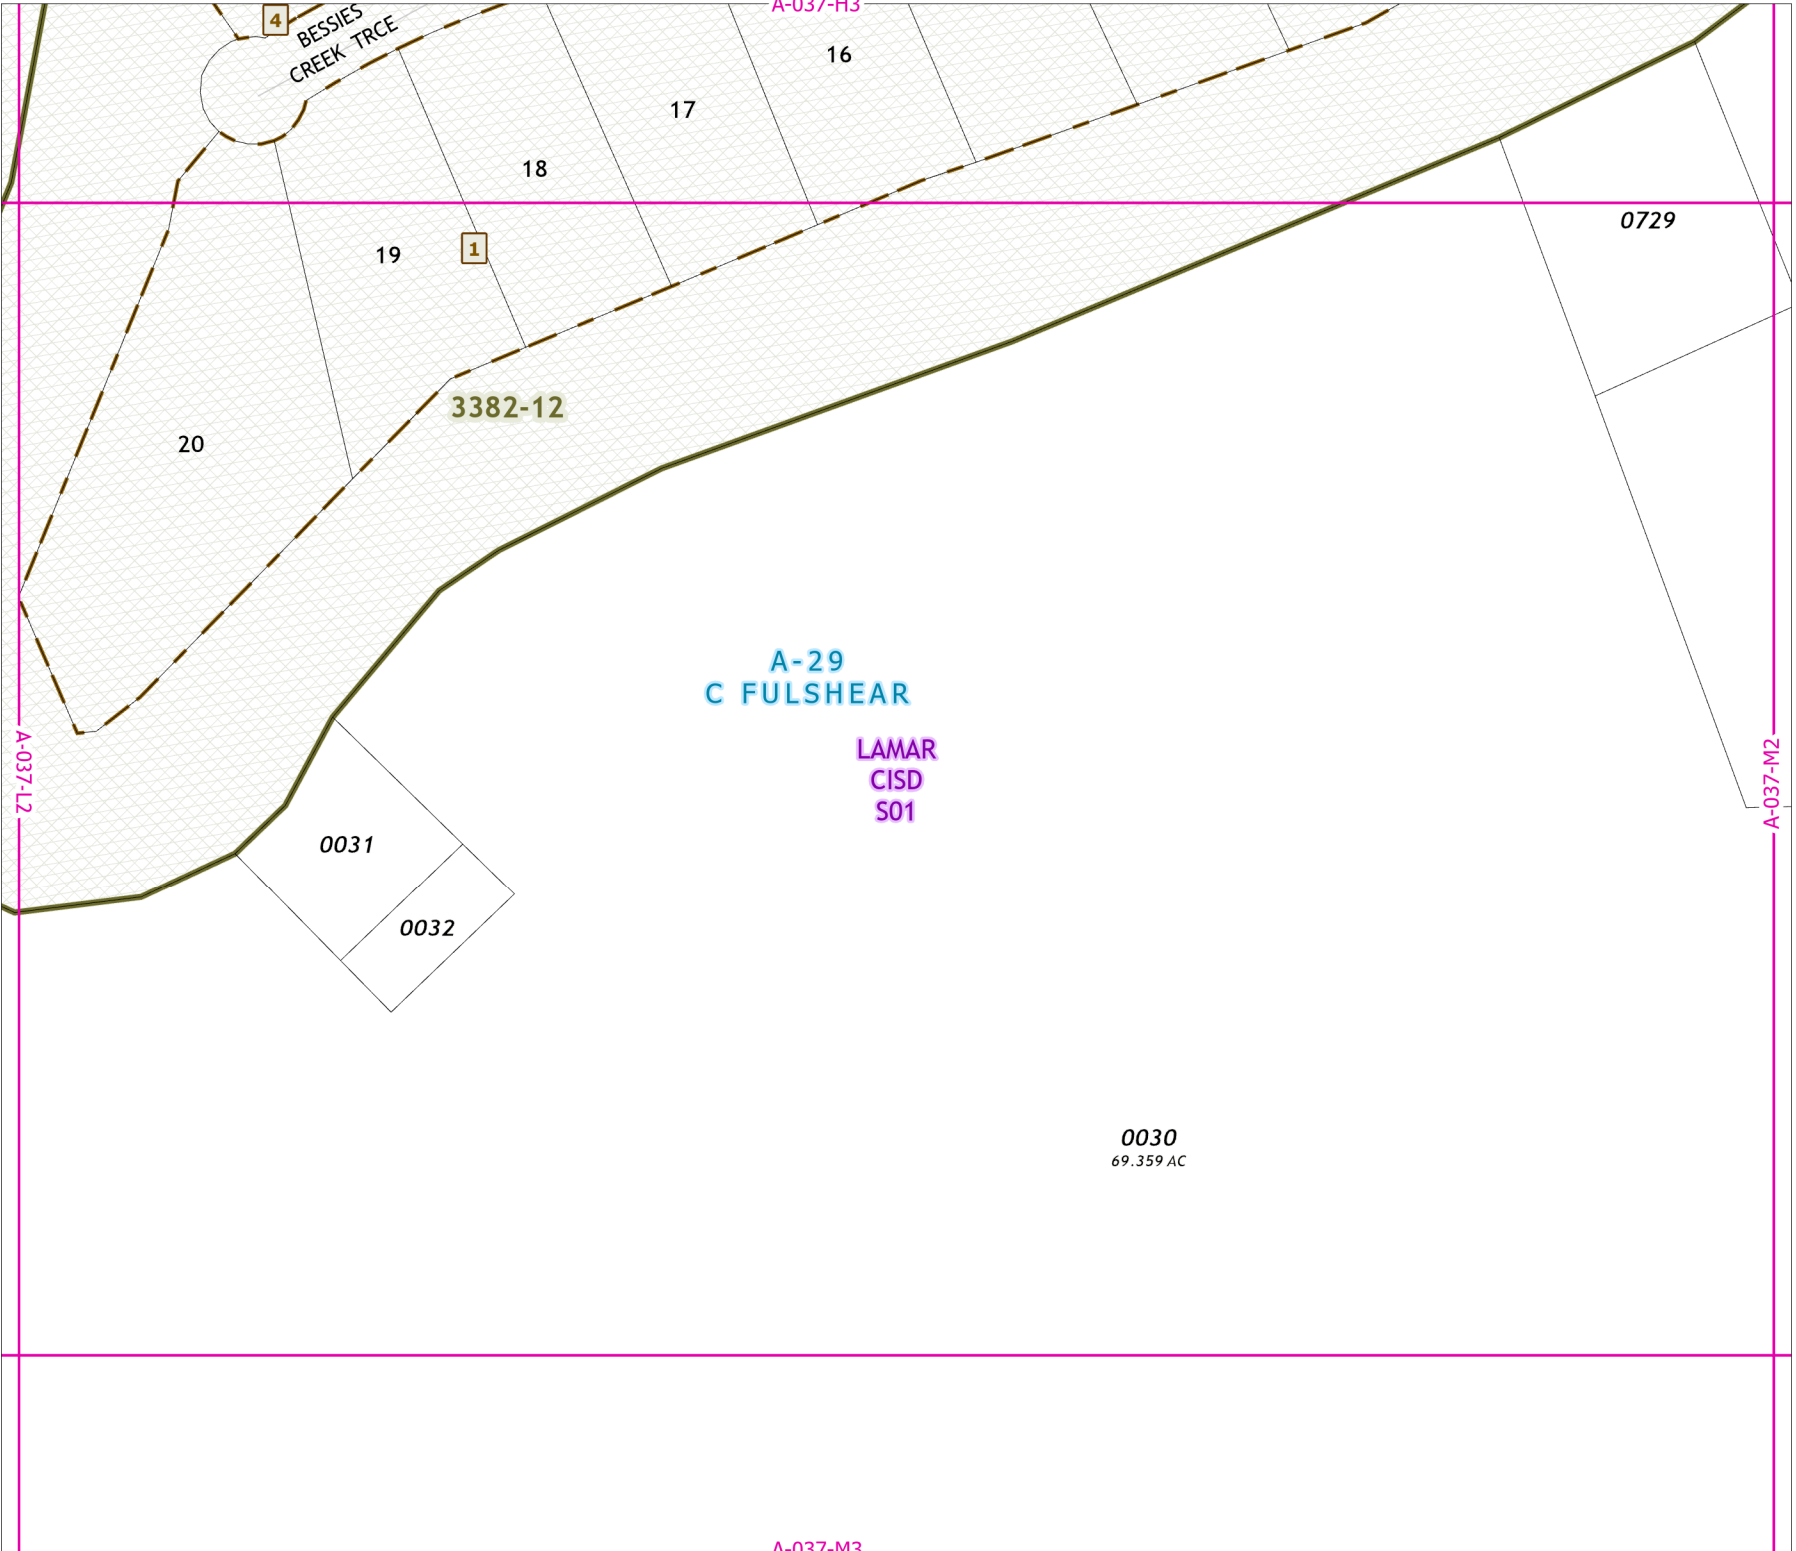 A-037-H3
4
BESSIES
CREEK TRCE
16
17
18
0729
19
1
3382-12
20
A-29
C FULSHEAR
LAMAR
CISD
S01
A-037-L2
A-037-M2
0031
0032
0030
69.359 AC
A-037-M3